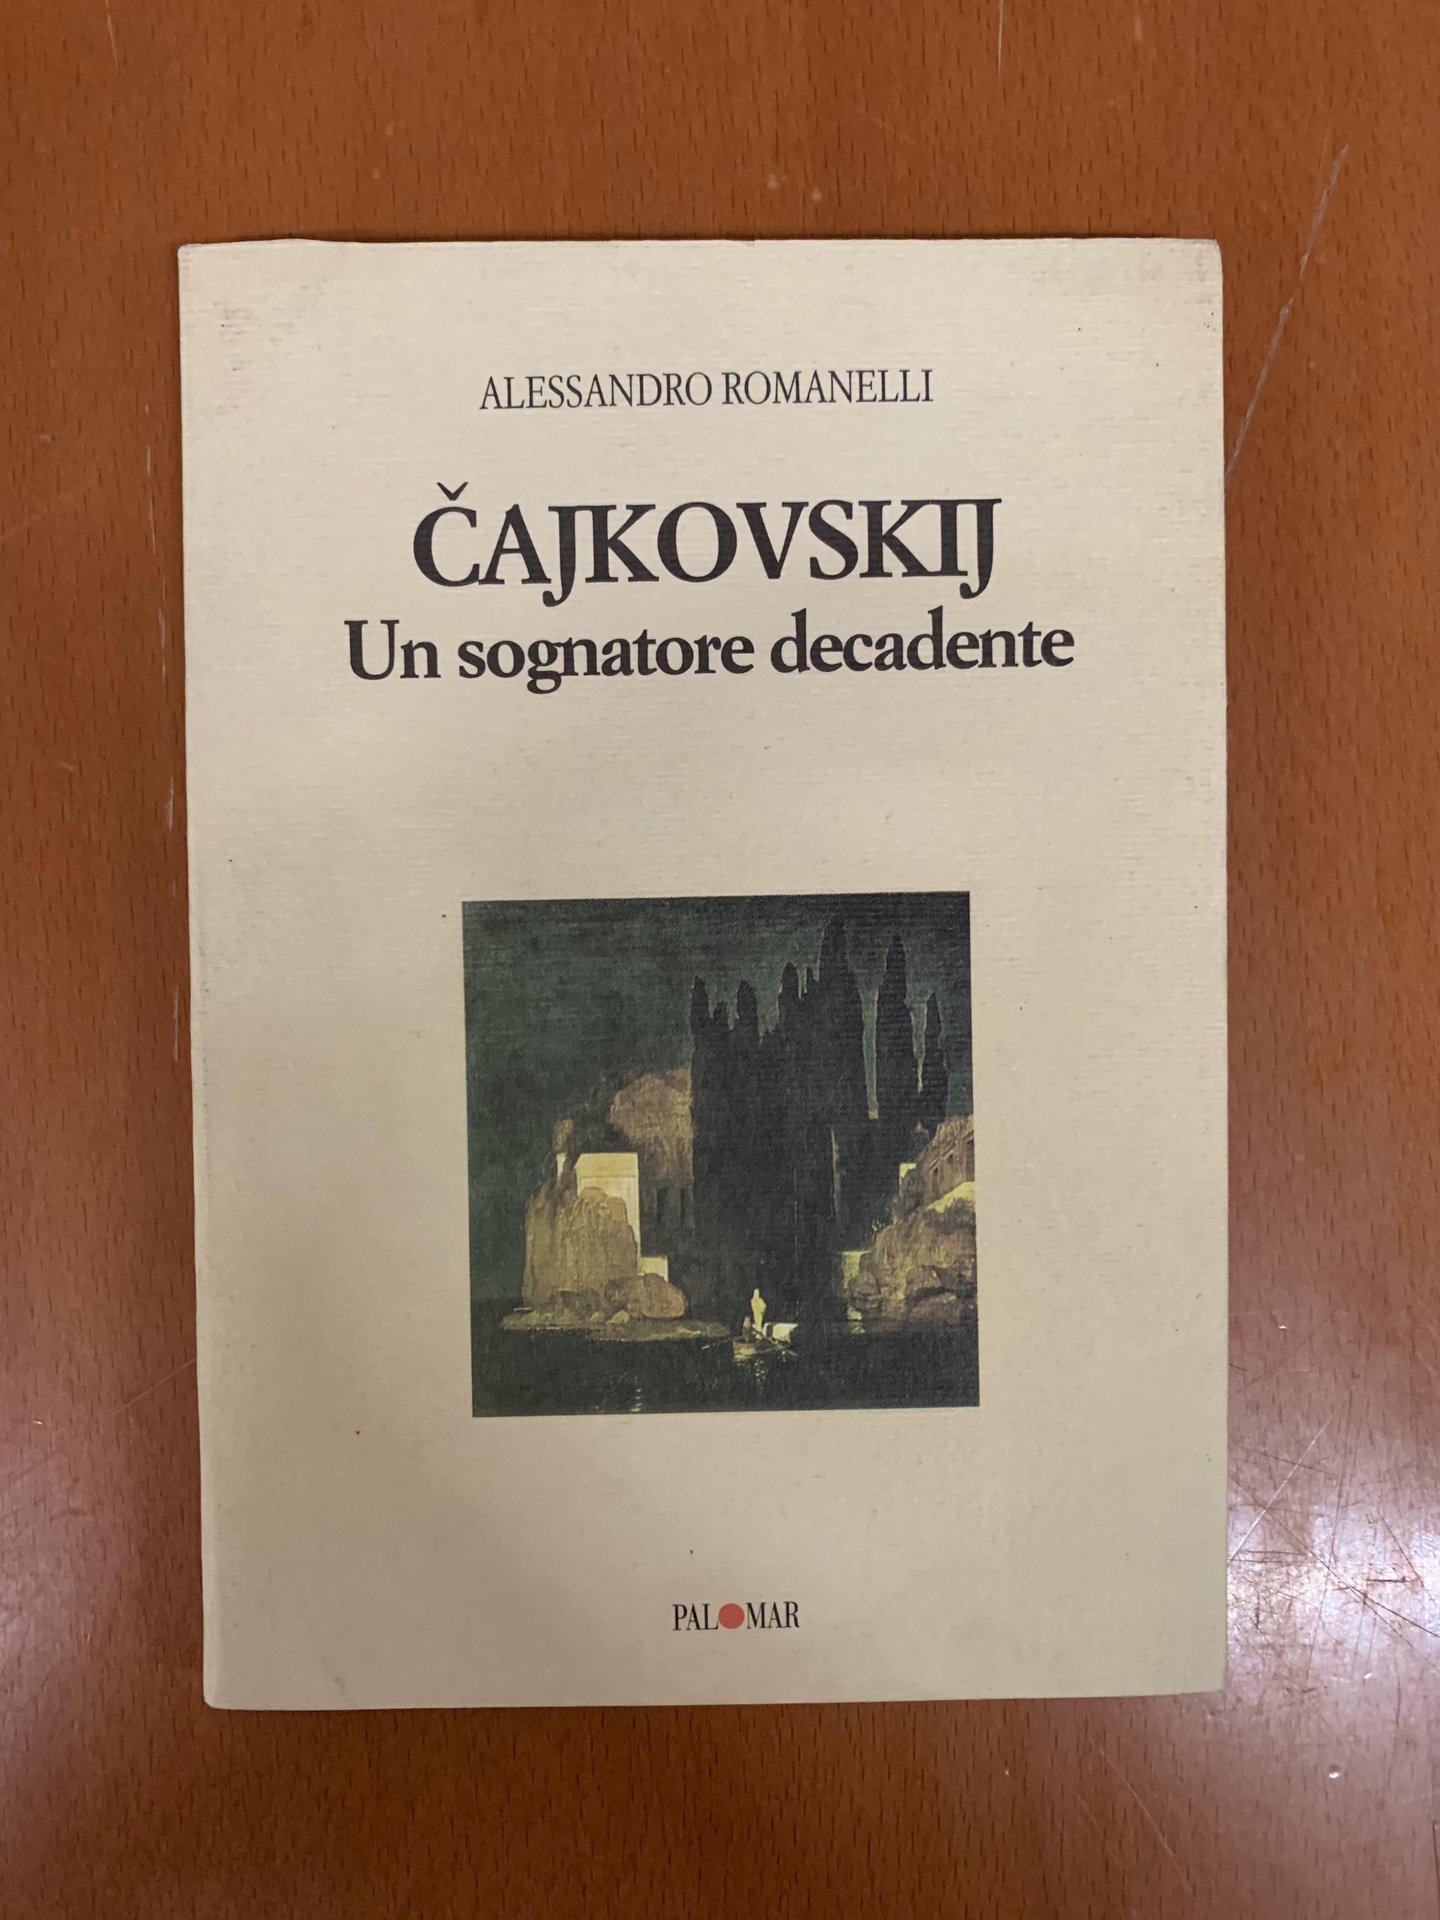 ALESSANDRO ROMANELLI
ČAJKOVSKIJ
Un sognatore decadente
PALOMAR